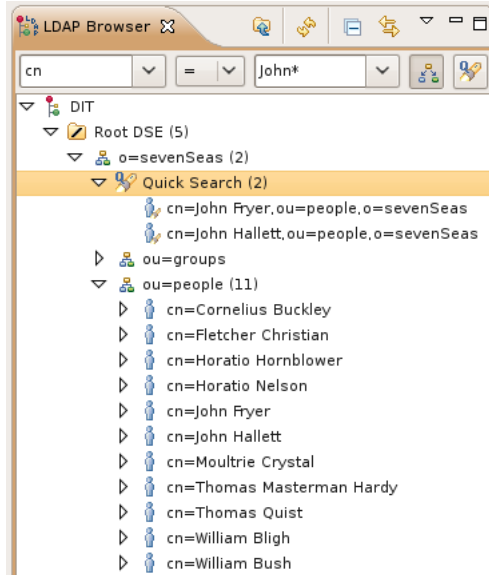 LDAP Browser
cn = John*
DIT
Root DSE (5)
o=sevenSeas (2)
Quick Search (2)
cn=John Fryer,ou=people,o=sevenSeas
cn=John Hallett,ou=people,o=sevenSeas
ou=groups
ou=people (11)
cn=Cornelius Buckley
cn=Fletcher Christian
cn=Horatio Hornblower
cn=Horatio Nelson
cn=John Fryer
cn=John Hallett
cn=Moultrie Crystal
cn=Thomas Masterman Hardy
cn=Thomas Quist
cn=William Bligh
cn=William Bush